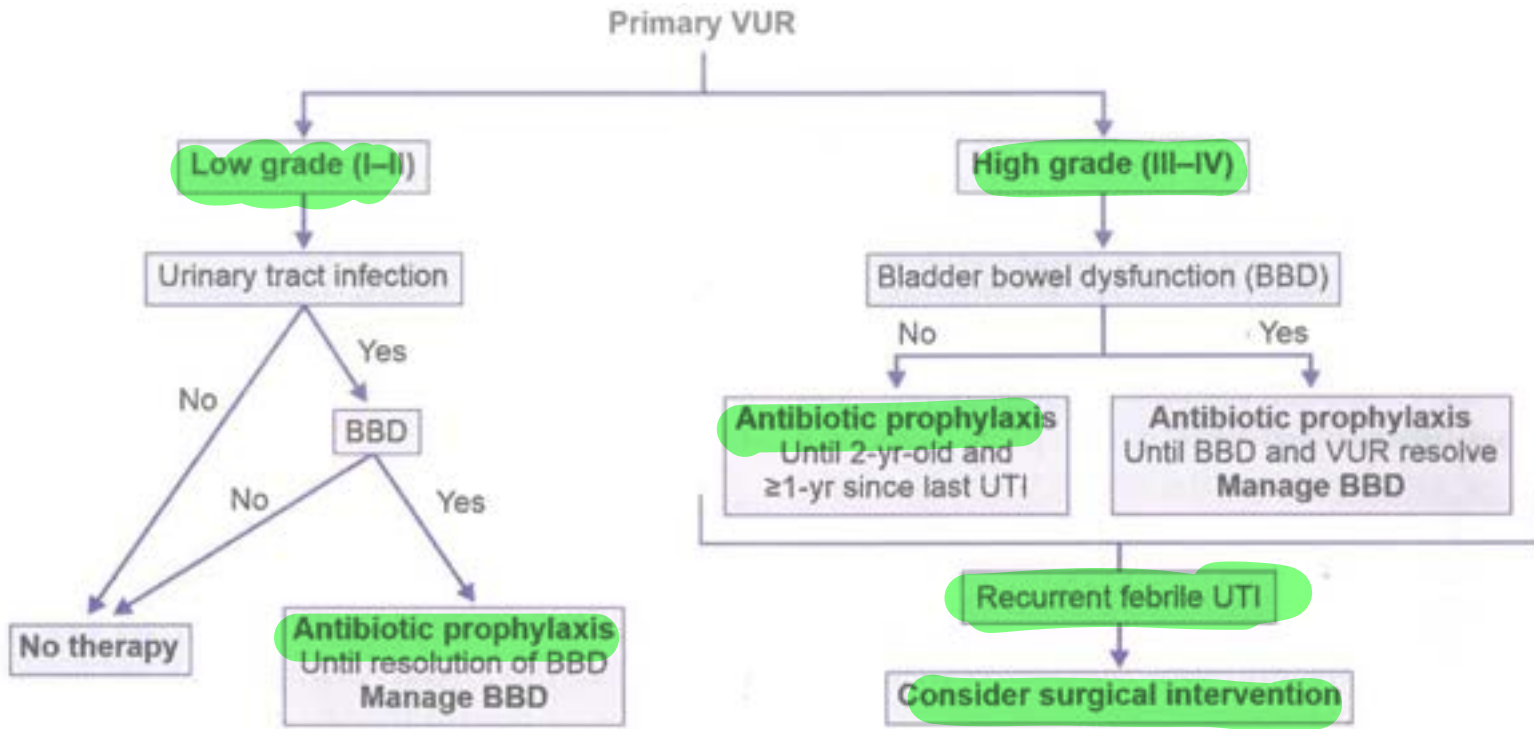 Primary VUR
Low grade (I–II)
High grade (III–IV)
Urinary tract infection
Bladder bowel dysfunction (BBD)
No
Yes
BBD
No
Yes
No therapy
Antibiotic prophylaxis
Until resolution of BBD
Manage BBD
No
Yes
Antibiotic prophylaxis
Until 2-yr-old and
≥1-yr since last UTI
Antibiotic prophylaxis
Until BBD and VUR resolve
Manage BBD
Recurrent febrile UTI
Consider surgical intervention